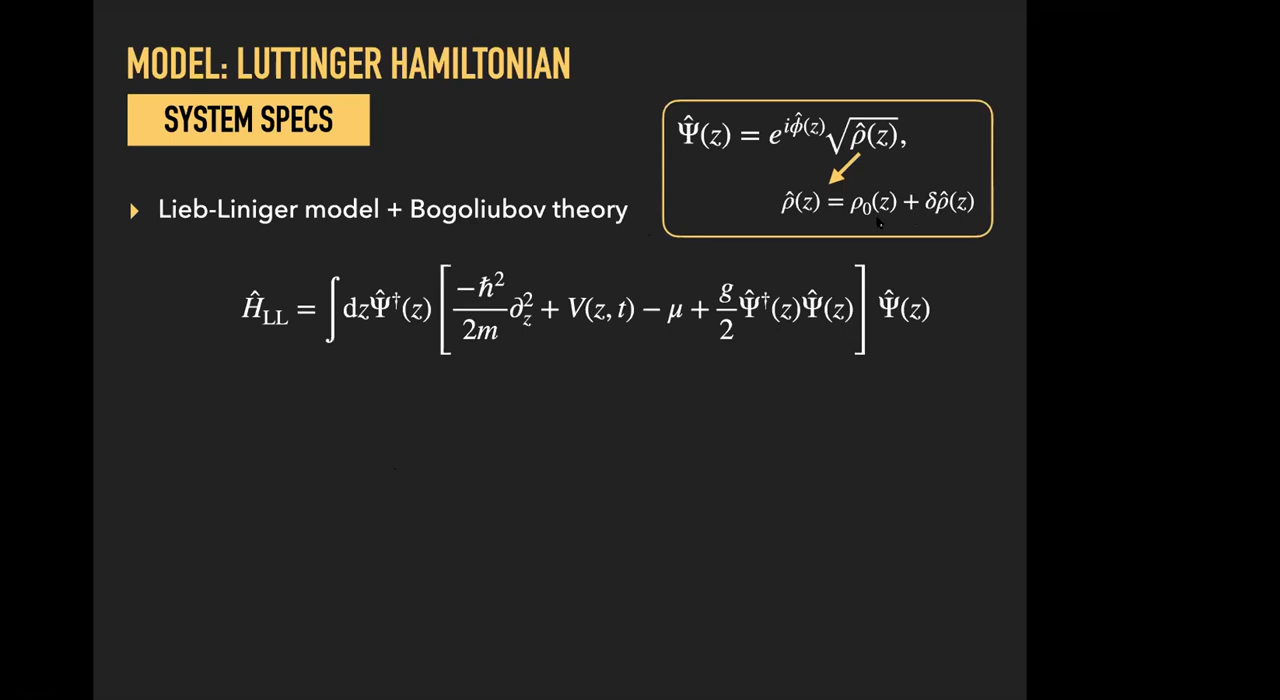 MODEL: LUTTINGER HAMILTONIAN
SYSTEM SPECS
Ψ̂(z) = e^{iϕ̂(z)}√ρ̂(z),
ρ̂(z) = ρ₀(z) + δρ̂(z)
Lieb-Liniger model + Bogoliubov theory
Ĥ_LL = ∫ dzΨ̂†(z) [ −ℏ²/2m ∂_z² + V(z, t) − μ + g/2 Ψ̂†(z)Ψ̂(z) ] Ψ̂(z)